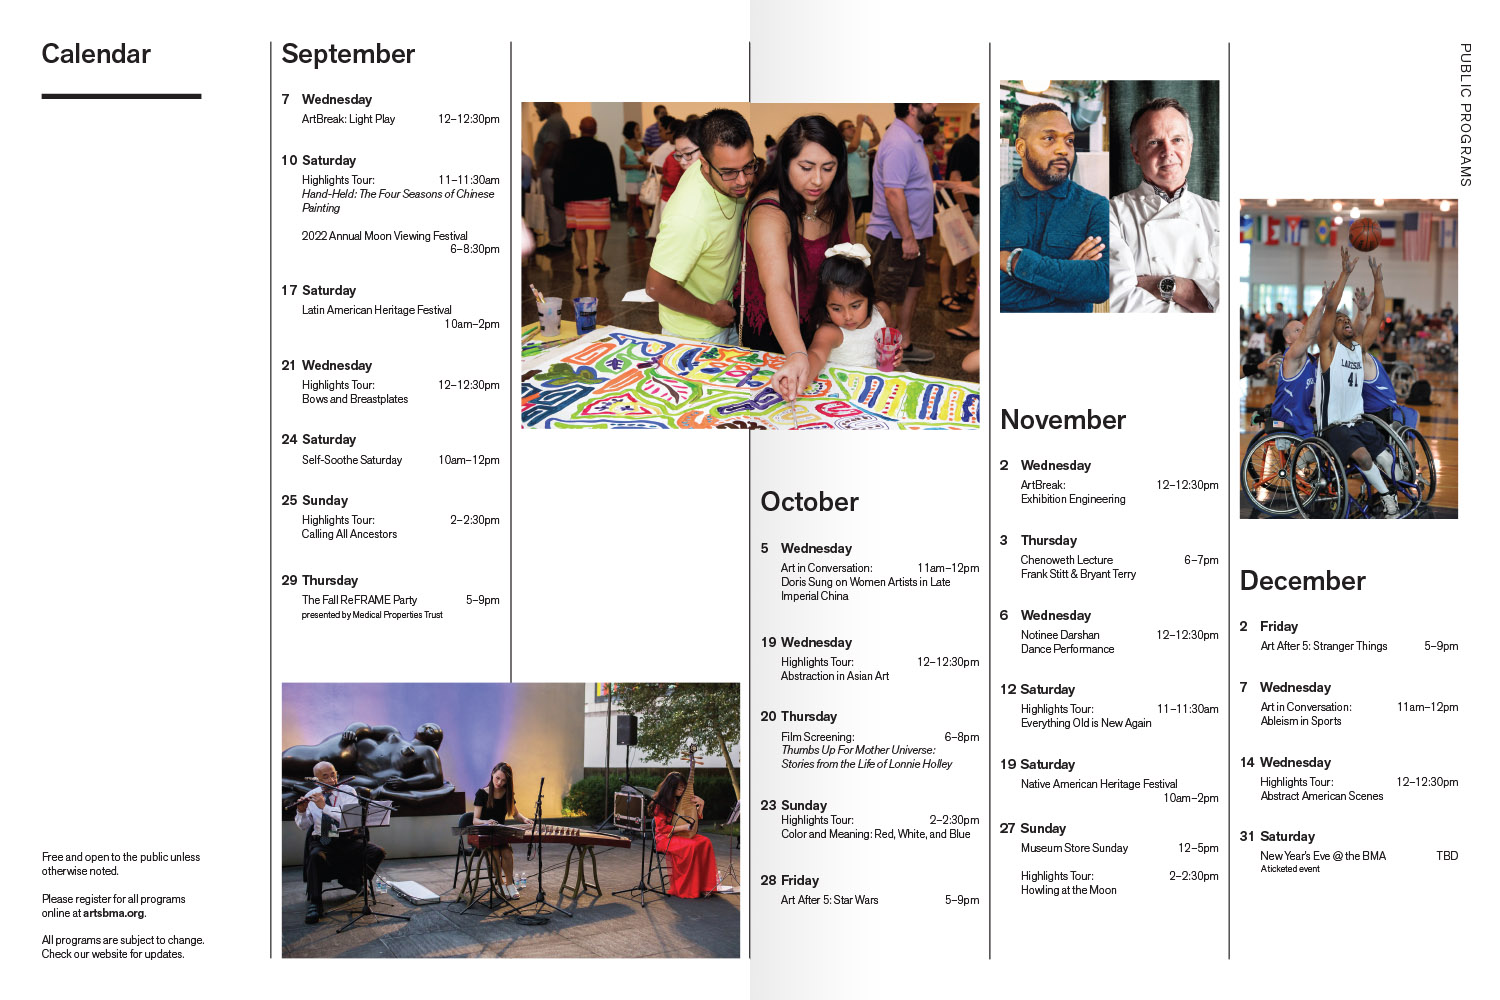 Calendar
Free and open to the public unless
otherwise noted.
Please register for all programs
online at artsbma.org.
All programs are subject to change.
Check our website for updates.
September
7 Wednesday
ArtBreak: Light Play 12–12:30pm
10 Saturday
Highlights Tour: 11–11:30am
Hand-Held: The Four Seasons of Chinese
Painting
2022 Annual Moon Viewing Festival
6–8:30pm
17 Saturday
Latin American Heritage Festival
10am–2pm
21 Wednesday
Highlights Tour: 12–12:30pm
Bows and Breastplates
24 Saturday
Self-Soothe Saturday 10am–12pm
25 Sunday
Highlights Tour: 2–2:30pm
Calling All Ancestors
29 Thursday
The Fall ReFRAME Party 5–9pm
presented by Medical Properties Trust
October
5 Wednesday
Art in Conversation: 11am–12pm
Doris Sung on Women Artists in Late
Imperial China
19 Wednesday
Highlights Tour: 12–12:30pm
Abstraction in Asian Art
20 Thursday
Film Screening: 6–8pm
Thumbs Up For Mother Universe:
Stories from the Life of Lonnie Holley
23 Sunday
Highlights Tour: 2–2:30pm
Color and Meaning: Red, White, and Blue
28 Friday
Art After 5: Star Wars 5–9pm
November
2 Wednesday
ArtBreak: 12–12:30pm
Exhibition Engineering
3 Thursday
Chenoweth Lecture 6–7pm
Frank Stitt & Bryant Terry
6 Wednesday
Notinee Darshan 12–12:30pm
Dance Performance
12 Saturday
Highlights Tour: 11–11:30am
Everything Old is New Again
19 Saturday
Native American Heritage Festival
10am–2pm
27 Sunday
Museum Store Sunday 12–5pm
Highlights Tour: 2–2:30pm
Howling at the Moon
PUBLIC PROGRAMS
41
December
2 Friday
Art After 5: Stranger Things 5–9pm
7 Wednesday
Art in Conversation: 11am–12pm
Ableism in Sports
14 Wednesday
Highlights Tour: 12–12:30pm
Abstract American Scenes
31 Saturday
New Year's Eve @ the BMA TBD
A ticketed event